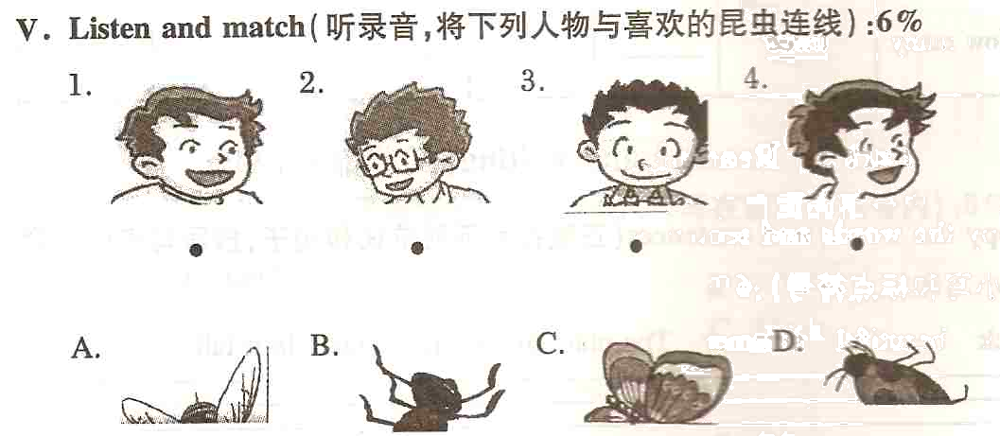 V. Listen and match(听录音,将下列人物与喜欢的昆虫连线):6%
1. 2. 3. 4.
A. B. C. D.